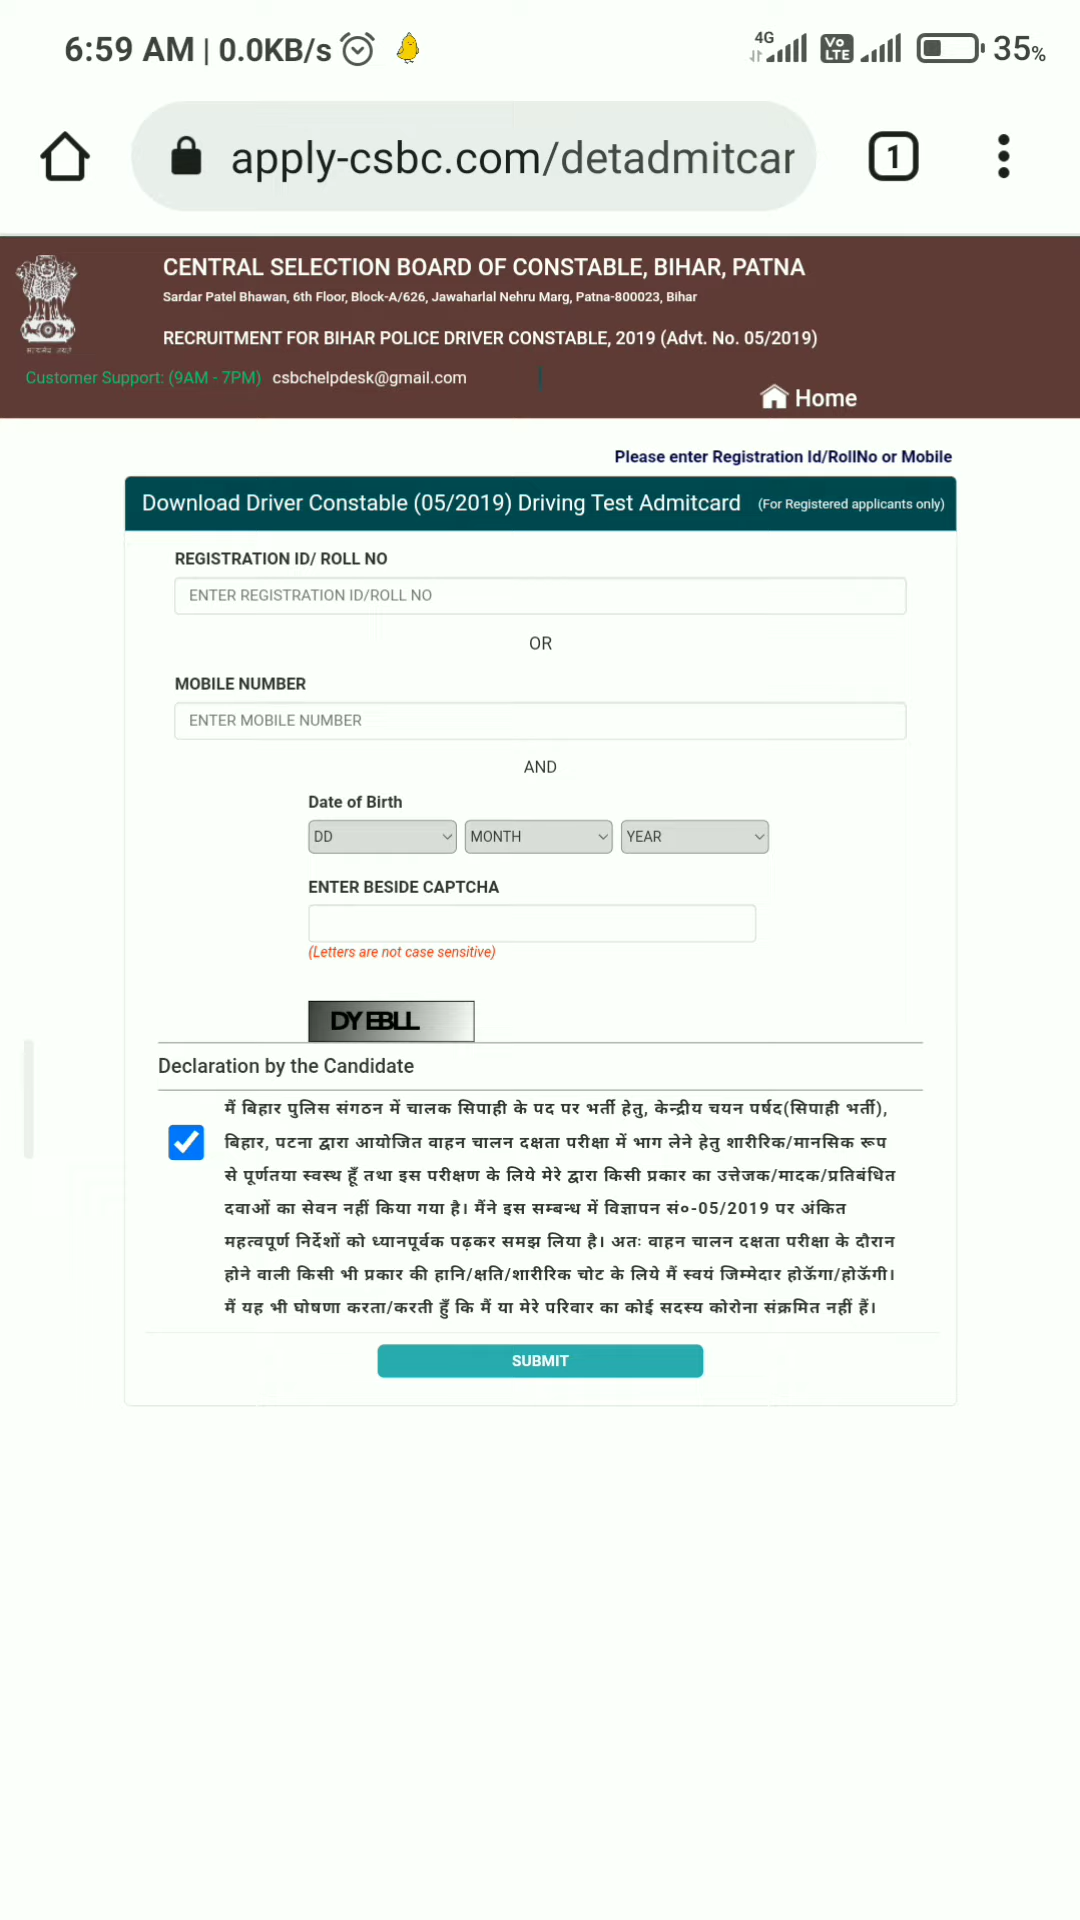 6:59 AM | 0.0KB/s
4G
Vo
LTE
35%
apply-csbc.com/detadmitcar
1
CENTRAL SELECTION BOARD OF CONSTABLE, BIHAR, PATNA
Sardar Patel Bhawan, 6th Floor, Block-A/626, Jawaharlal Nehru Marg, Patna-800023, Bihar
RECRUITMENT FOR BIHAR POLICE DRIVER CONSTABLE, 2019 (Advt. No. 05/2019)
Customer Support: (9AM - 7PM) csbchelpdesk@gmail.com
Home
Please enter Registration Id/RollNo or Mobile
Download Driver Constable (05/2019) Driving Test Admitcard (For Registered applicants only)
REGISTRATION ID/ ROLL NO
ENTER REGISTRATION ID/ROLL NO
OR
MOBILE NUMBER
ENTER MOBILE NUMBER
AND
Date of Birth
DD MONTH YEAR
ENTER BESIDE CAPTCHA
(Letters are not case sensitive)
DYEBLL
Declaration by the Candidate
मैं बिहार पुलिस संगठन में चालक सिपाही के पद पर भर्ती हेतु, केन्द्रीय चयन पर्षद(सिपाही भर्ती),
बिहार, पटना द्वारा आयोजित वाहन चालन दक्षता परीक्षा में भाग लेने हेतु शारीरिक/मानसिक रूप
से पूर्णतया स्वस्थ हूँ तथा इस परीक्षण के लिये मेरे द्वारा किसी प्रकार का उत्तेजक/मादक/प्रतिबंधित
दवाओं का सेवन नहीं किया गया है। मैंने इस सम्बन्ध में विज्ञापन सं०-05/2019 पर अंकित
महत्वपूर्ण निर्देशों को ध्यानपूर्वक पढ़कर समझ लिया है। अतः वाहन चालन दक्षता परीक्षा के दौरान
होने वाली किसी भी प्रकार की हानि/क्षति/शारीरिक चोट के लिये मैं स्वयं जिम्मेदार होऊँगा/होऊँगी।
मैं यह भी घोषणा करता/करती हूँ कि मैं या मेरे परिवार का कोई सदस्य कोरोना संक्रमित नहीं हैं।
SUBMIT